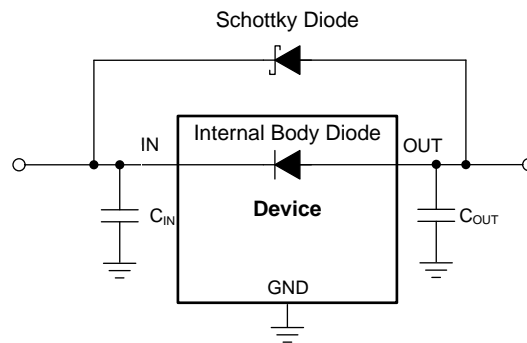 Schottky Diode
Internal Body Diode
IN
OUT
Device
CIN
COUT
GND